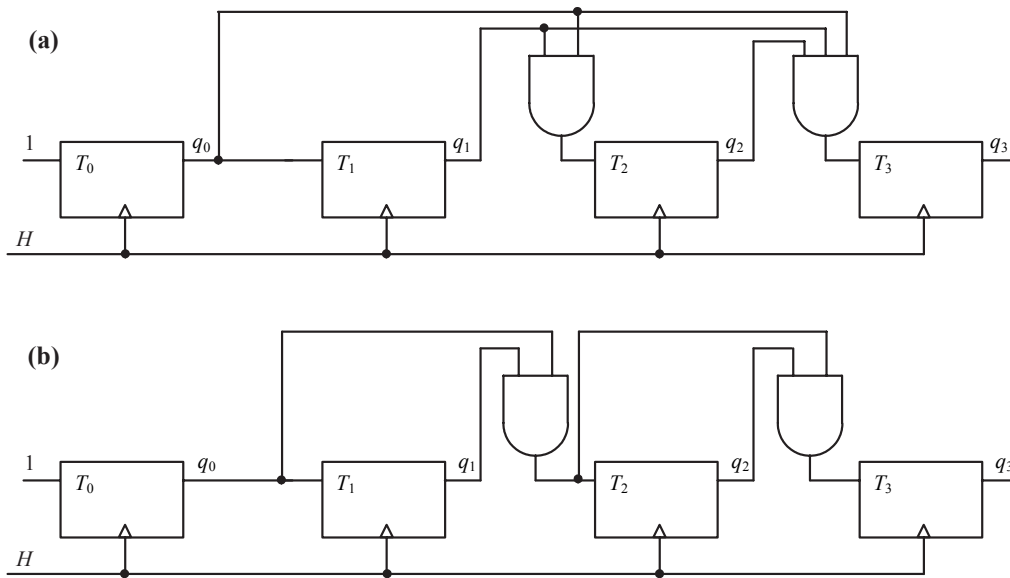 (a)
1 T₀ q₀ T₁ q₁ T₂ q₂ T₃ q₃
H
(b)
1 T₀ q₀ T₁ q₁ T₂ q₂ T₃ q₃
H